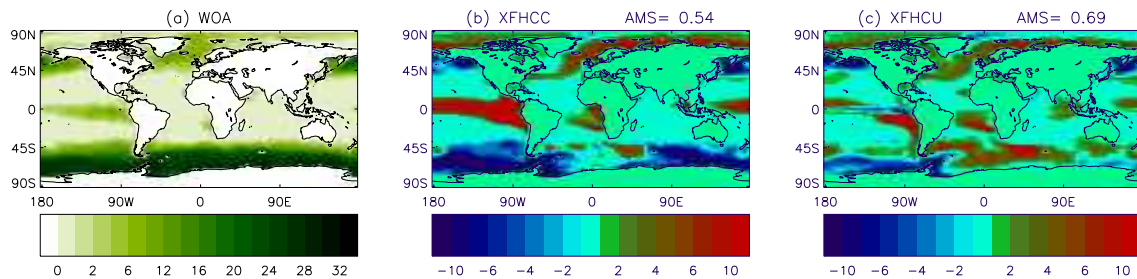 (a) WOA
90N
45N
0
45S
90S
180 90W 0 90E
0 2 6 12 16 20 24 28 32
(b) XFHCC AMS= 0.54
90N
45N
0
45S
90S
180 90W 0 90E
-10 -6 -4 -2 2 4 6 10
(c) XFHCU AMS= 0.69
90N
45N
0
45S
90S
180 90W 0 90E
-10 -6 -4 -2 2 4 6 10